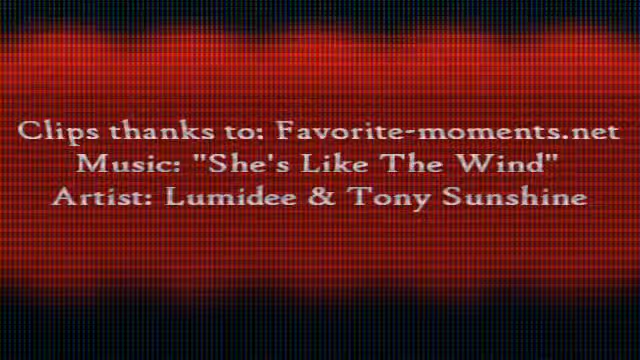 Clips thanks to: Favorite-moments.net
Music: "She's Like The Wind"
Artist: Lumidee & Tony Sunshine